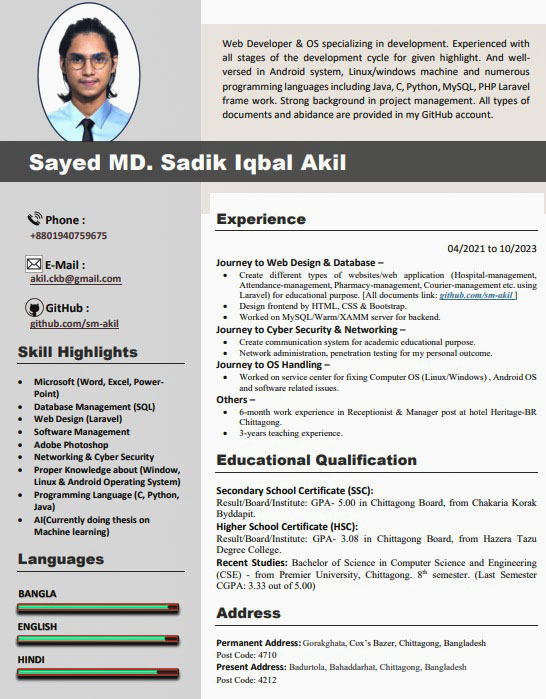 Web Developer & OS specializing in development. Experienced with
all stages of the development cycle for given highlight. And well-
versed in Android system, Linux/windows machine and numerous
programming languages including Java, C, Python, MySQL, PHP Laravel
frame work. Strong background in project management. All types of
documents and abidance are provided in my GitHub account.
Sayed MD. Sadik Iqbal Akil
Phone :
+8801940759675
E-Mail :
akil.ckb@gmail.com
GitHub :
github.com/sm-akil
Skill Highlights
• Microsoft (Word, Excel, Power-
Point)
• Database Management (SQL)
• Web Design (Laravel)
• Software Management
• Adobe Photoshop
• Networking & Cyber Security
• Proper Knowledge about (Window,
Linux & Android Operating System)
• Programming Language (C, Python,
Java)
• AI(Currently doing thesis on
Machine learning)
Languages
BANGLA
ENGLISH
HINDI
Experience
04/2021 to 10/2023
Journey to Web Design & Database –
• Create different types of websites/web application (Hospital-management,
Attendance-management, Pharmacy-management, Courier-management etc. using
Laravel) for educational purpose. [All documents link: github.com/sm-akil ]
• Design frontend by HTML, CSS & Bootstrap.
• Worked on MySQL/Warm/XAMM server for backend.
Journey to Cyber Security & Networking –
• Create communication system for academic educational purpose.
• Network administration, penetration testing for my personal outcome.
Journey to OS Handling –
• Worked on service center for fixing Computer OS (Linux/Windows) , Android OS
and software related issues.
Others –
• 6-month work experience in Receptionist & Manager post at hotel Heritage-BR
Chittagong.
• 3-years teaching experience.
Educational Qualification
Secondary School Certificate (SSC):
Result/Board/Institute: GPA- 5.00 in Chittagong Board, from Chakaria Korak
Byddapit.
Higher School Certificate (HSC):
Result/Board/Institute: GPA- 3.08 in Chittagong Board, from Hazera Tazu
Degree College.
Recent Studies: Bachelor of Science in Computer Science and Engineering
(CSE) - from Premier University, Chittagong. 8th semester. (Last Semester
CGPA: 3.33 out of 5.00)
Address
Permanent Address: Gorakghata, Cox's Bazer, Chittagong, Bangladesh
Post Code: 4710
Present Address: Badurtola, Bahaddarhat, Chittagong, Bangladesh
Post Code: 4212